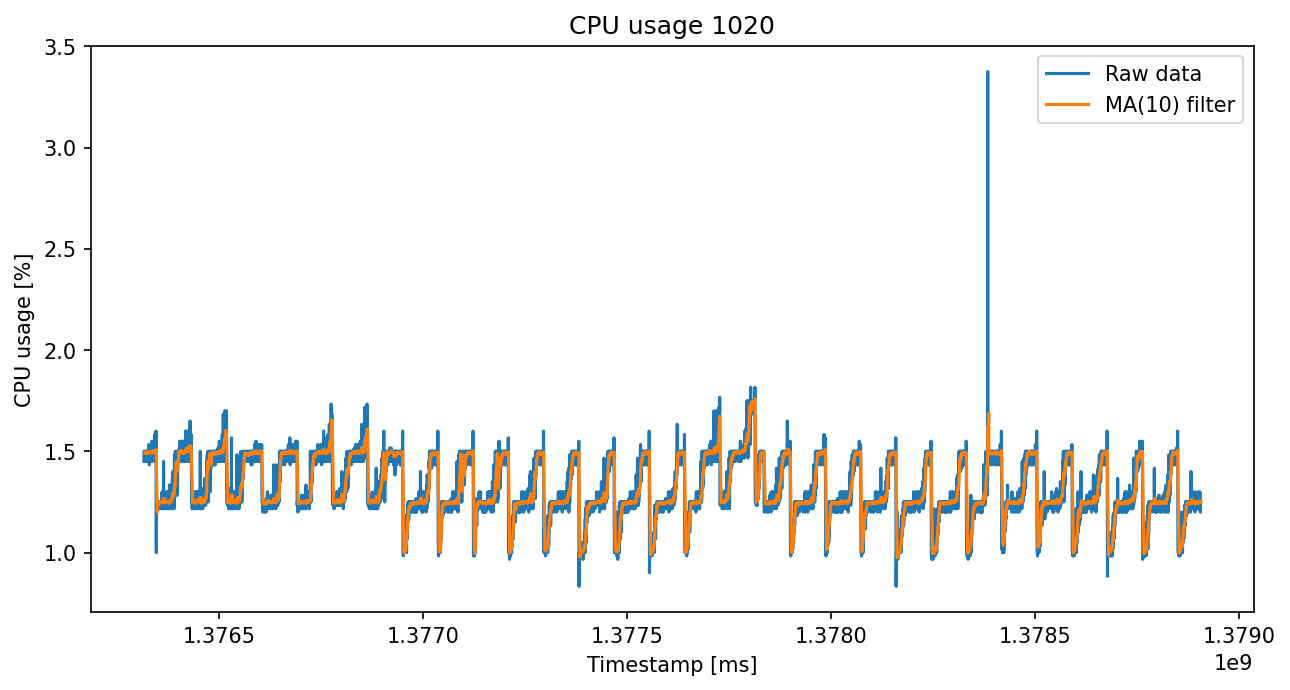 CPU usage 1020
Raw data
MA(10) filter
CPU usage [%]
3.5
3.0
2.5
2.0
1.5
1.0
1.3765 1.3770 1.3775 1.3780 1.3785 1.3790
1e9
Timestamp [ms]